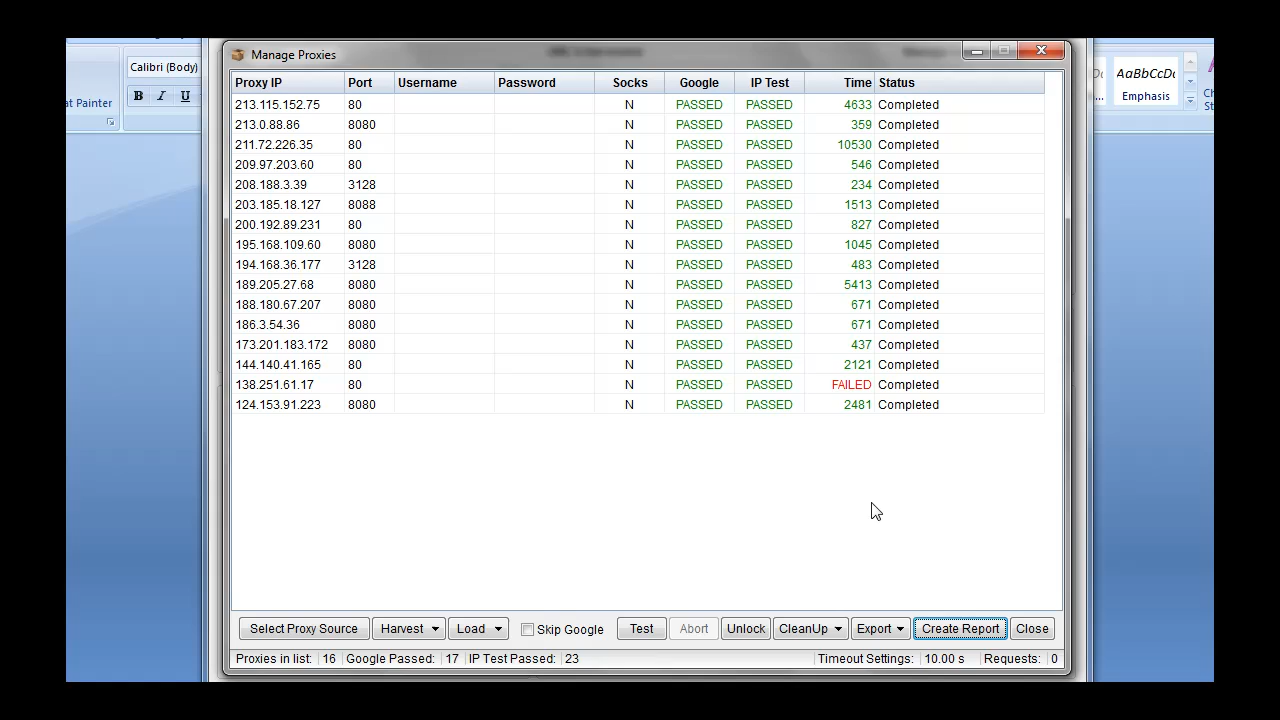 Manage Proxies
Calibri (Body)
B I U
at Painter
AaBbCcDc
Emphasis
Proxy IP Port Username Password Socks Google IP Test Time Status
213.115.152.75 80 N PASSED PASSED 4633 Completed
213.0.88.86 8080 N PASSED PASSED 359 Completed
211.72.226.35 80 N PASSED PASSED 10530 Completed
209.97.203.60 80 N PASSED PASSED 546 Completed
208.188.3.39 3128 N PASSED PASSED 234 Completed
203.185.18.127 8088 N PASSED PASSED 1513 Completed
200.192.89.231 80 N PASSED PASSED 827 Completed
195.168.109.60 8080 N PASSED PASSED 1045 Completed
194.168.36.177 3128 N PASSED PASSED 483 Completed
189.205.27.68 8080 N PASSED PASSED 5413 Completed
188.180.67.207 8080 N PASSED PASSED 671 Completed
186.3.54.36 8080 N PASSED PASSED 671 Completed
173.201.183.172 8080 N PASSED PASSED 437 Completed
144.140.41.165 80 N PASSED PASSED 2121 Completed
138.251.61.17 80 N PASSED PASSED FAILED Completed
124.153.91.223 8080 N PASSED PASSED 2481 Completed
Select Proxy Source Harvest Load Skip Google Test Abort Unlock CleanUp Export Create Report Close
Proxies in list: 16 Google Passed: 17 IP Test Passed: 23 Timeout Settings: 10.00 s Requests: 0